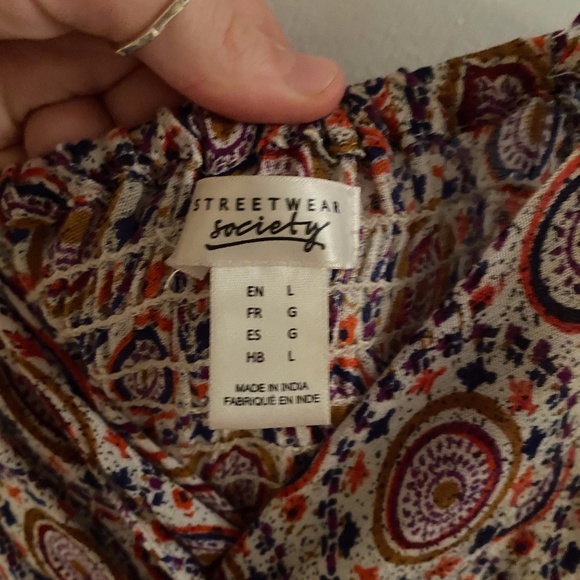 STREETWEAR
society
EN L
FR G
ES G
HB L
MADE IN INDIA
FABRIQUÉ EN INDE